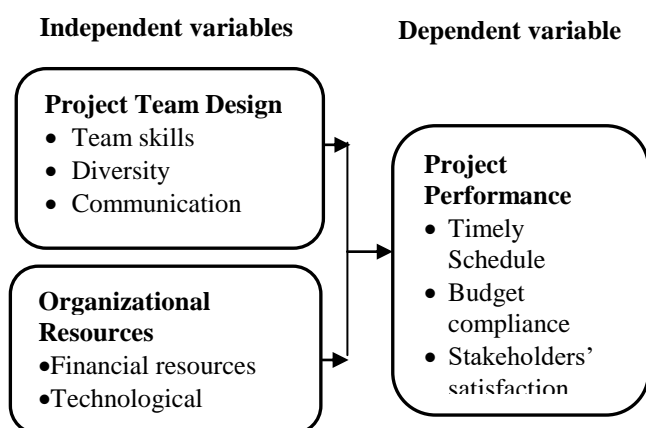 Independent variables
Dependent variable
Project Team Design
• Team skills
• Diversity
• Communication
Organizational
Resources
•Financial resources
•Technological
Project
Performance
• Timely
Schedule
• Budget
compliance
• Stakeholders’
satisfaction